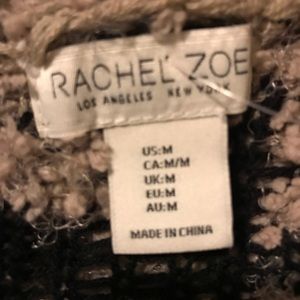 RACHEL ZOE
LOS ANGELES NEW YORK
US:M
CA:M/M
UK:M
EU:M
AU:M
MADE IN CHINA